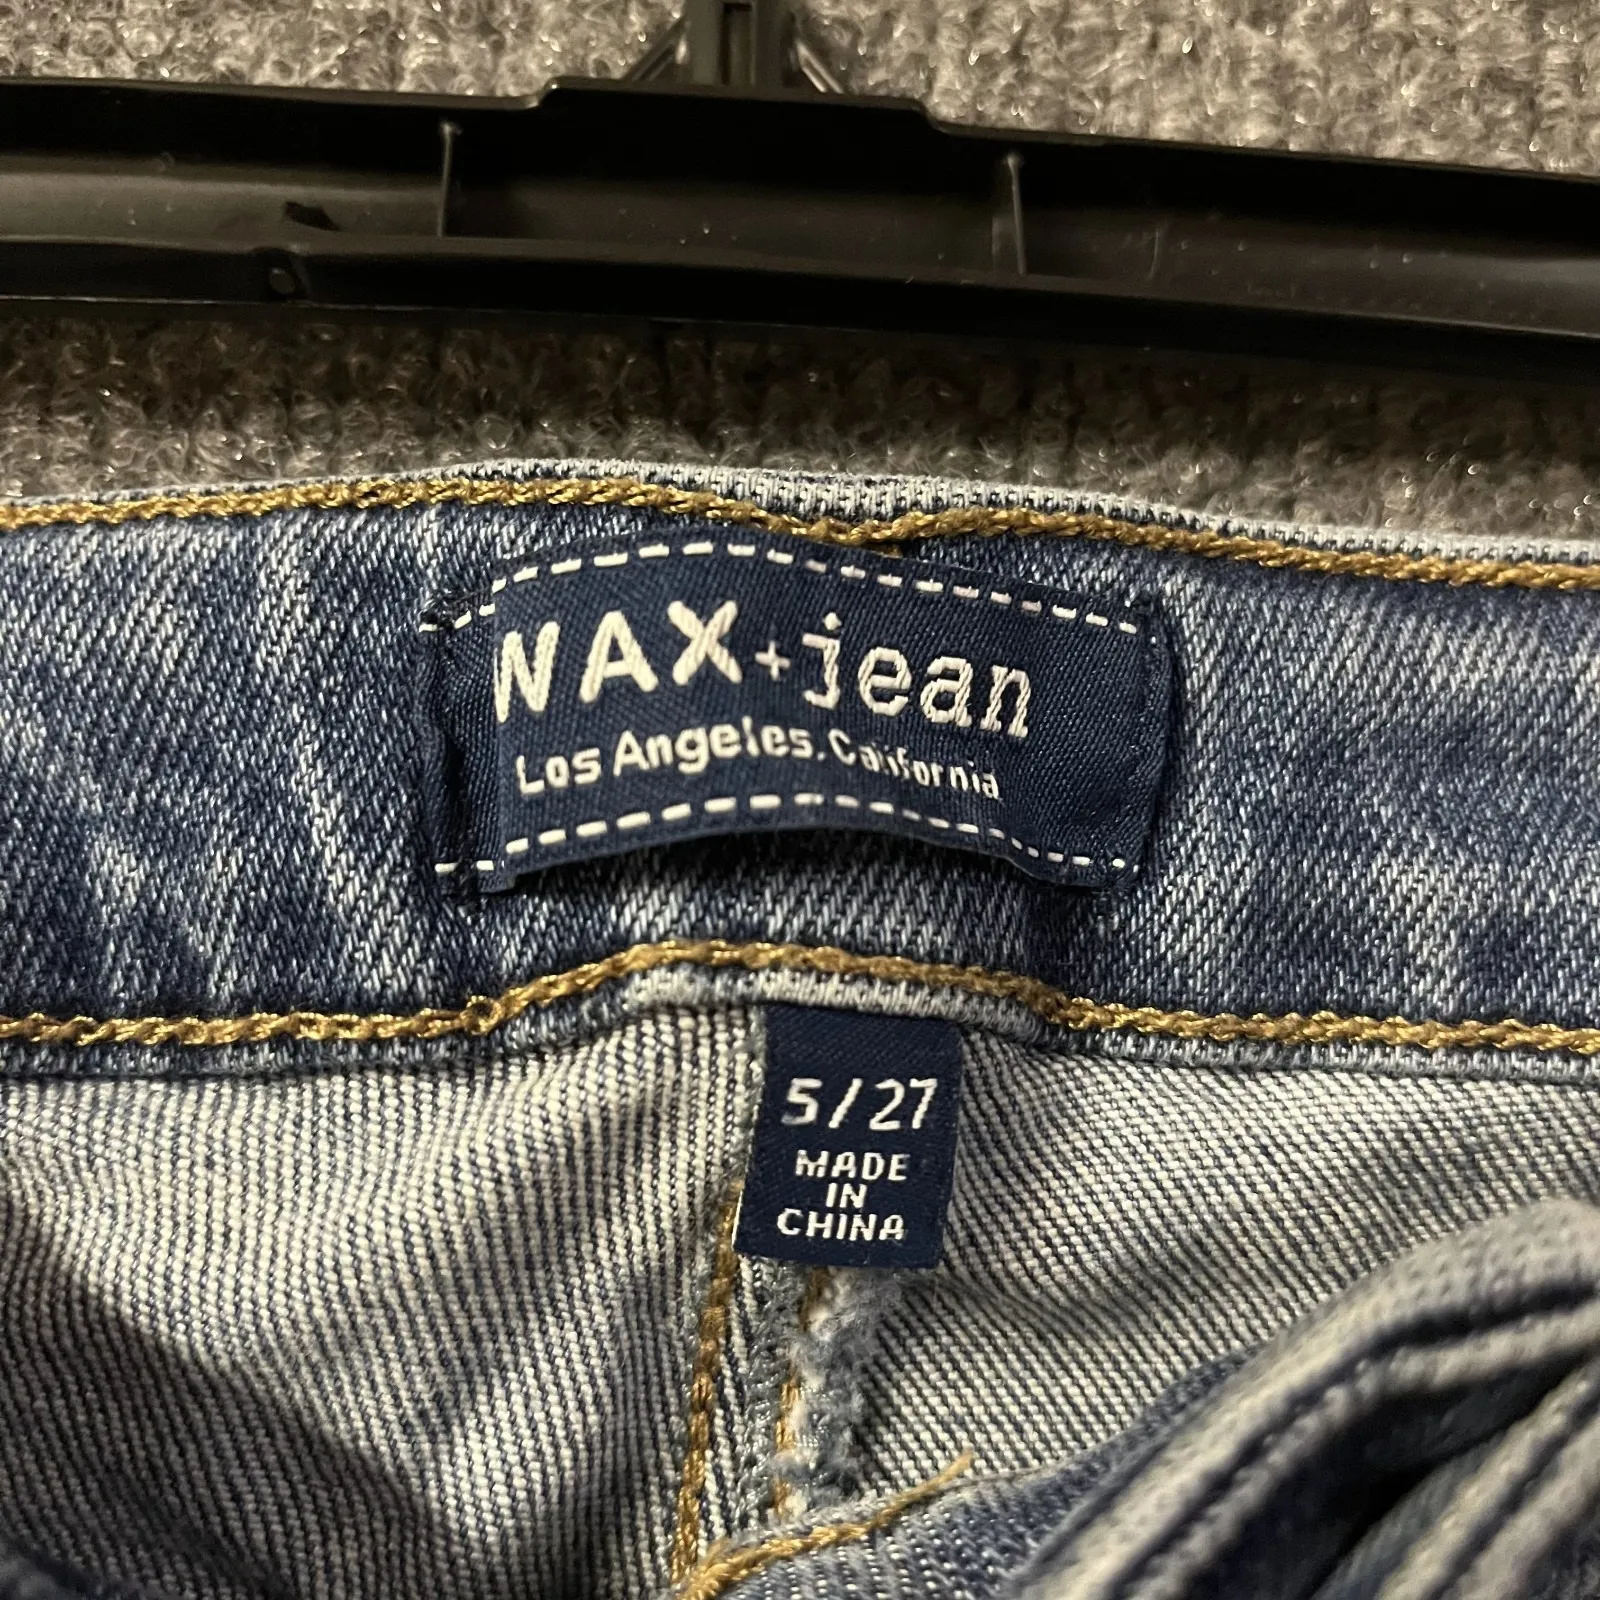 WAX+jean
Los Angeles, California
5/27
MADE
IN
CHINA